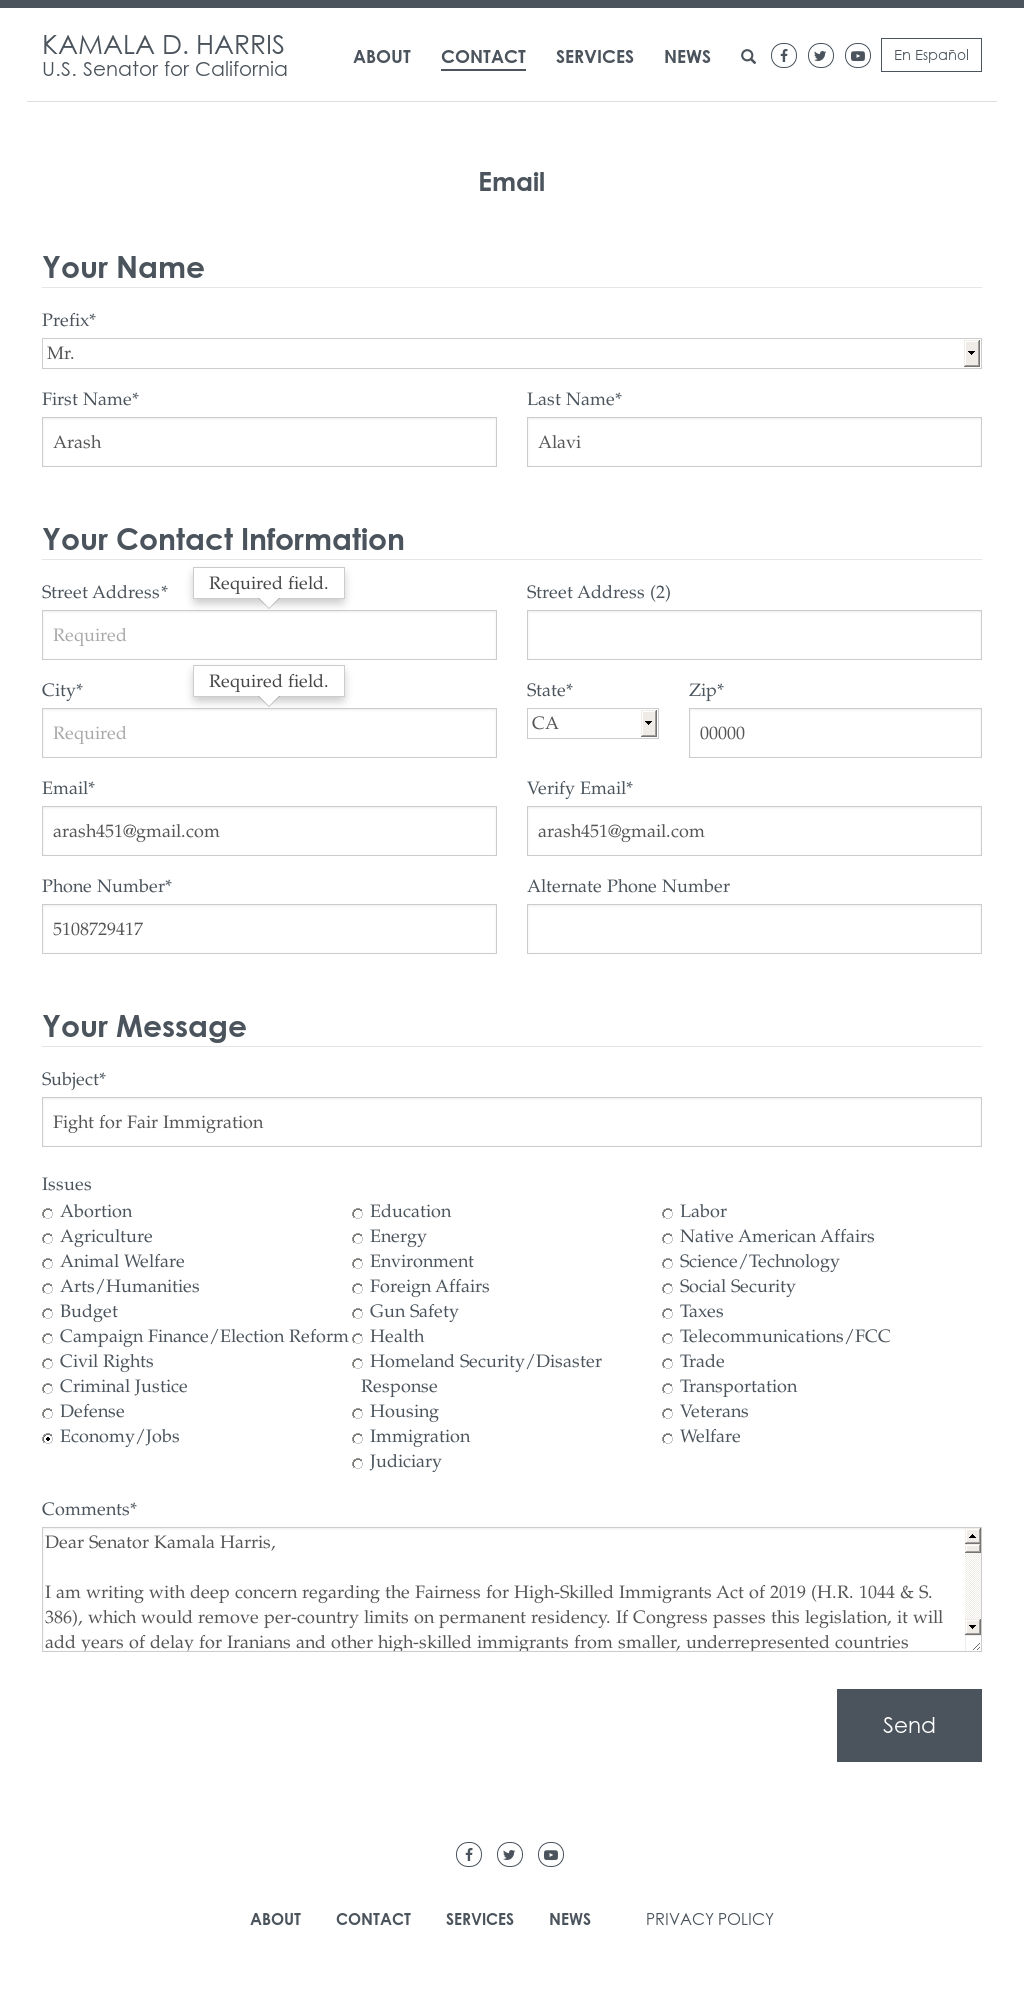 KAMALA D. HARRIS
U.S. Senator for California
ABOUT CONTACT SERVICES NEWS En Español
Email
Your Name
Prefix*
Mr.
First Name* Last Name*
Arash Alavi
Your Contact Information
Required field.
Street Address* Street Address (2)
Required
Required field.
City* State* Zip*
Required CA 00000
Email* Verify Email*
arash451@gmail.com arash451@gmail.com
Phone Number* Alternate Phone Number
5108729417
Your Message
Subject*
Fight for Fair Immigration
Issues
Abortion
Agriculture
Animal Welfare
Arts/Humanities
Budget
Campaign Finance/Election Reform
Civil Rights
Criminal Justice
Defense
Economy/Jobs
Education
Energy
Environment
Foreign Affairs
Gun Safety
Health
Homeland Security/Disaster
Response
Housing
Immigration
Judiciary
Labor
Native American Affairs
Science/Technology
Social Security
Taxes
Telecommunications/FCC
Trade
Transportation
Veterans
Welfare
Comments*
Dear Senator Kamala Harris,
I am writing with deep concern regarding the Fairness for High-Skilled Immigrants Act of 2019 (H.R. 1044 & S.
386), which would remove per-country limits on permanent residency. If Congress passes this legislation, it will
add years of delay for Iranians and other high-skilled immigrants from smaller, underrepresented countries
Send
ABOUT CONTACT SERVICES NEWS PRIVACY POLICY